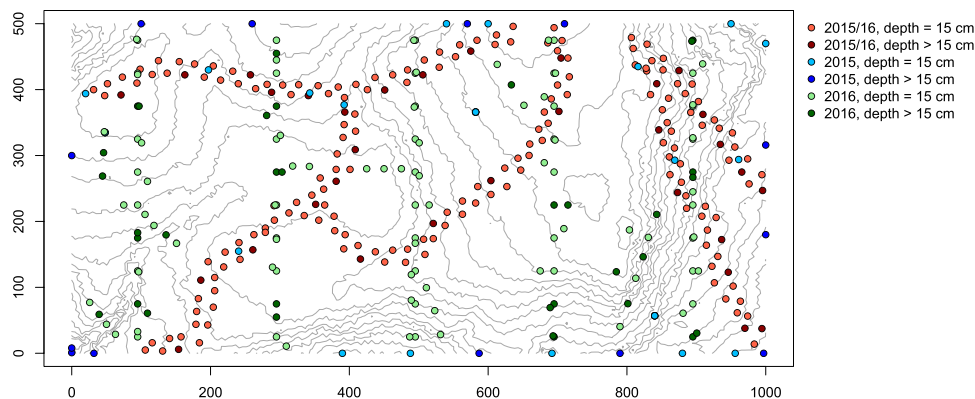 500
400
300
200
100
0
0 200 400 600 800 1000
2015/16, depth = 15 cm
2015/16, depth > 15 cm
2015, depth = 15 cm
2015, depth > 15 cm
2016, depth = 15 cm
2016, depth > 15 cm